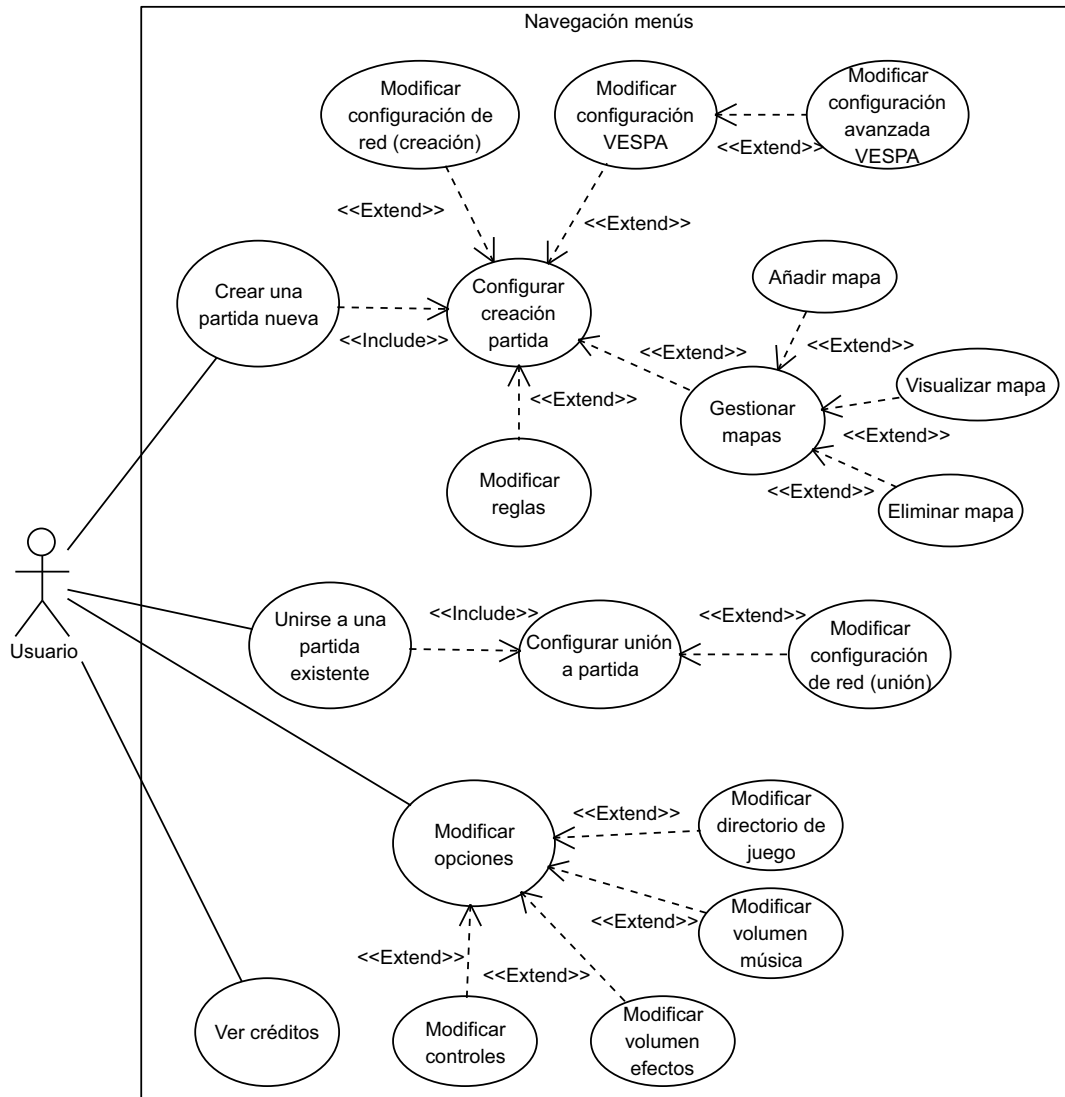 Navegación menús
Modificar
configuración de
red (creación)
Modificar
configuración
VESPA
Modificar
configuración
avanzada
VESPA
<<Extend>>
<<Extend>>
<<Extend>>
Crear una
partida nueva
<<Include>>
Configurar
creación
partida
Añadir mapa
<<Extend>>
<<Extend>>
Visualizar mapa
Gestionar
mapas
<<Extend>>
<<Extend>>
<<Extend>>
Eliminar mapa
Modificar
reglas
Usuario
Unirse a una
partida
existente
<<Include>>
Configurar unión
a partida
<<Extend>>
Modificar
configuración
de red (unión)
Modificar
opciones
<<Extend>>
Modificar
directorio de
juego
<<Extend>>
Modificar
volumen
música
<<Extend>>
<<Extend>>
Ver créditos
Modificar
controles
Modificar
volumen
efectos